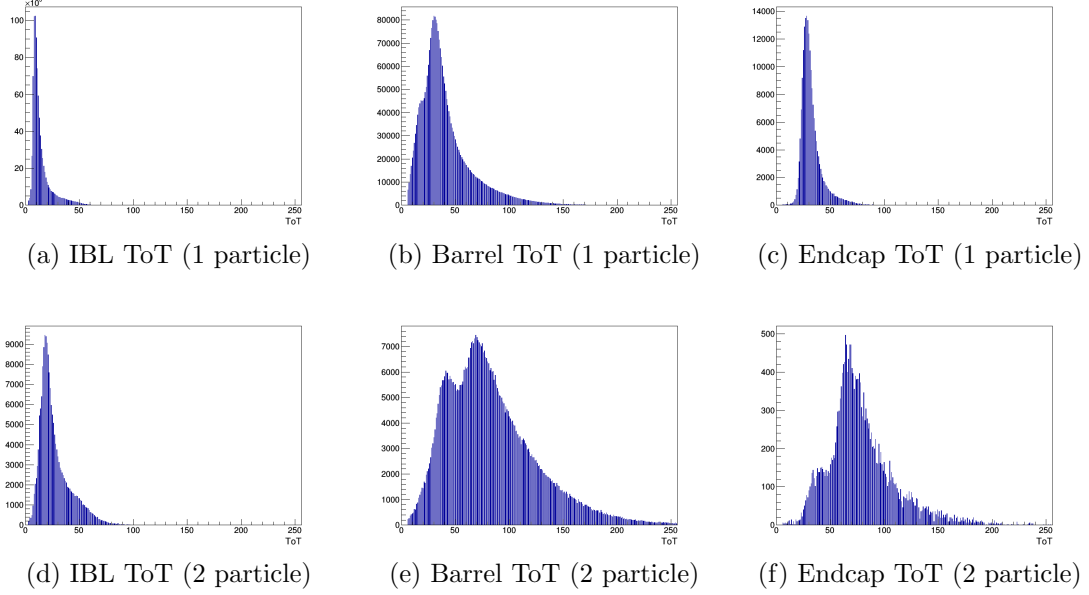 ×10³
100
80
60
40
20
0
0 50 100 150 200 250
ToT
80000
70000
60000
50000
40000
30000
20000
10000
0
0 50 100 150 200 250
ToT
14000
12000
10000
8000
6000
4000
2000
0
0 50 100 150 200 250
ToT
(a) IBL ToT (1 particle)
(b) Barrel ToT (1 particle)
(c) Endcap ToT (1 particle)
9000
8000
7000
6000
5000
4000
3000
2000
1000
0
0 50 100 150 200 250
ToT
7000
6000
5000
4000
3000
2000
1000
0
0 50 100 150 200 250
ToT
500
400
300
200
100
0
0 50 100 150 200 250
ToT
(d) IBL ToT (2 particle)
(e) Barrel ToT (2 particle)
(f) Endcap ToT (2 particle)